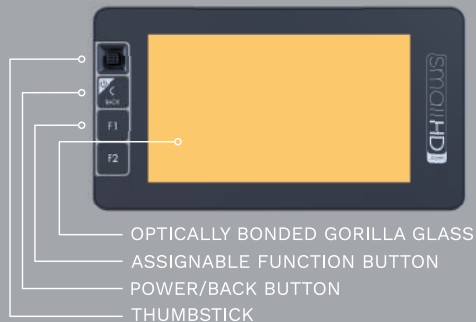 BACK
F1
F2
smallHD
OPTICALLY BONDED GORILLA GLASS
ASSIGNABLE FUNCTION BUTTON
POWER/BACK BUTTON
THUMBSTICK